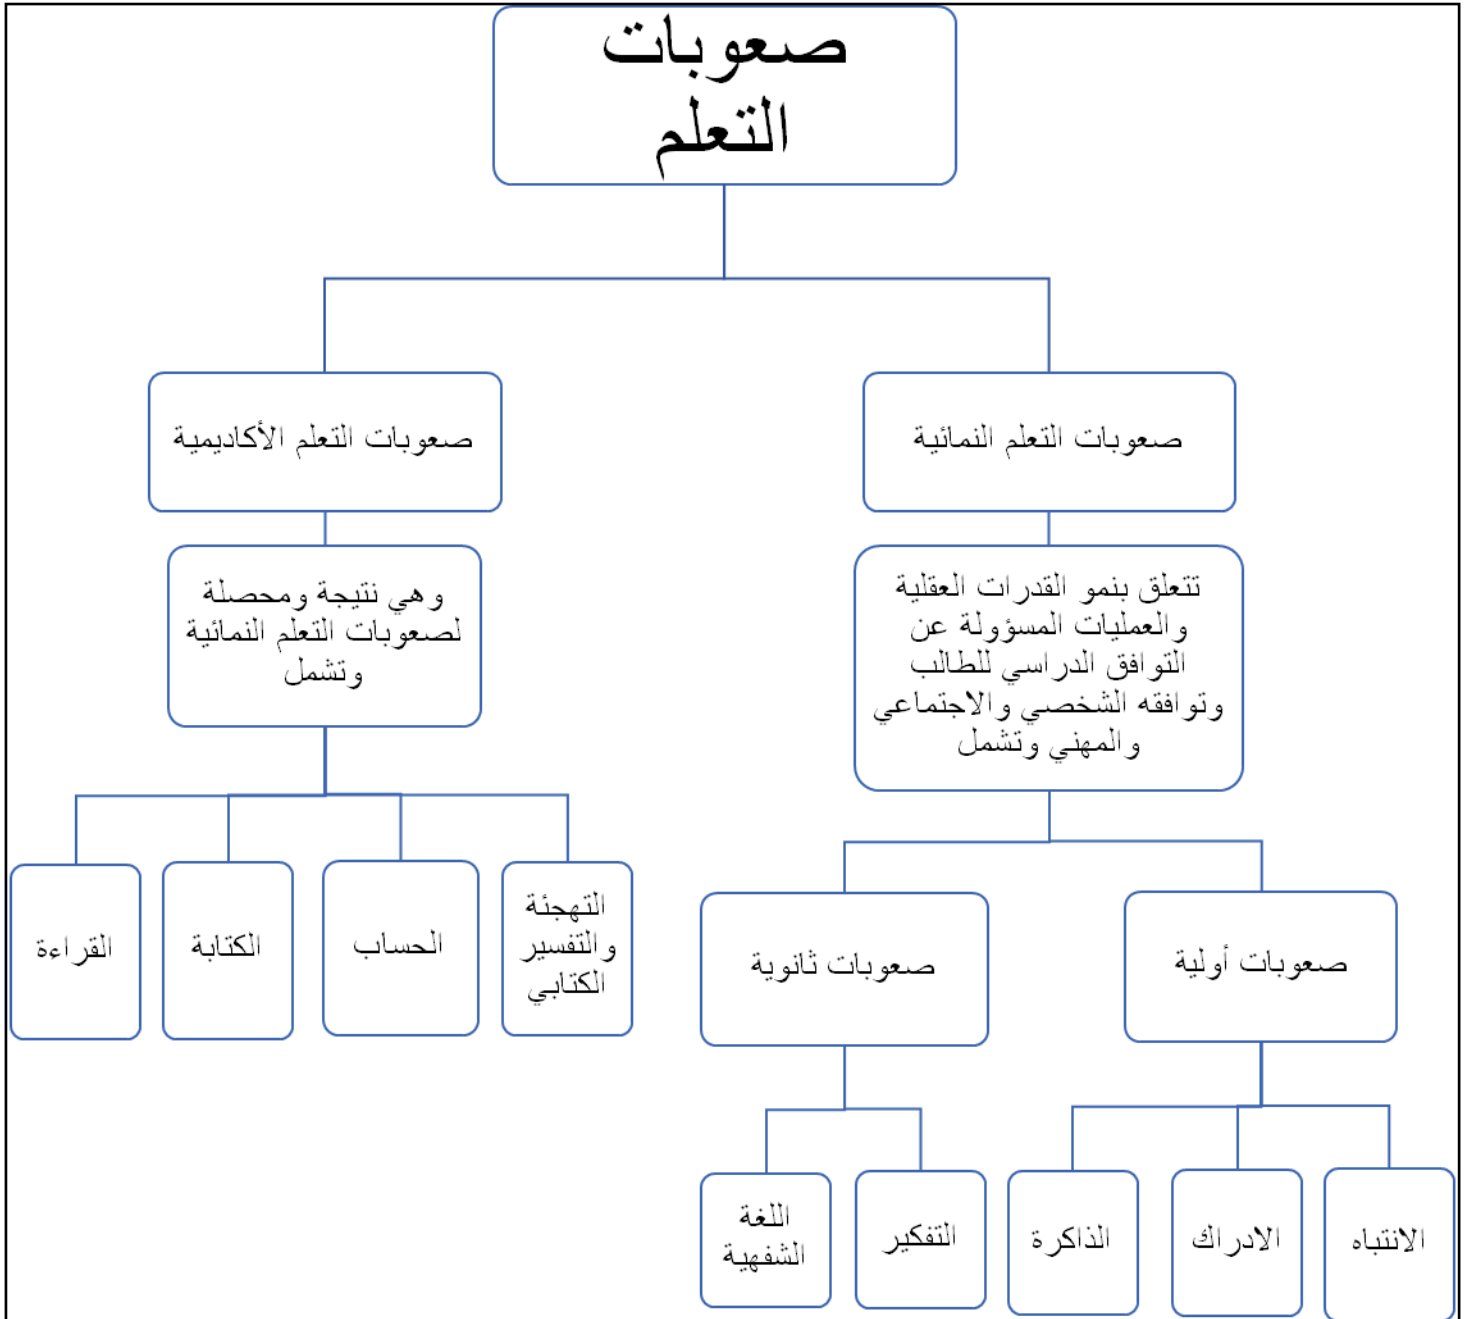 صعوبات
التعلم
صعوبات التعلم النمائية
صعوبات التعلم الأكاديمية
تتعلق بنمو القدرات العقلية
والعمليات المسؤولة عن
التوافق الدراسي للطالب
وتوافقه الشخصي والاجتماعي
والمهني وتشمل
وهي نتيجة ومحصلة
لصعوبات التعلم النمائية
وتشمل
صعوبات أولية
صعوبات ثانوية
التهجئة
والتفسير
الكتابي
الحساب
الكتابة
القراءة
الانتباه
الادراك
الذاكرة
التفكير
اللغة
الشفهية